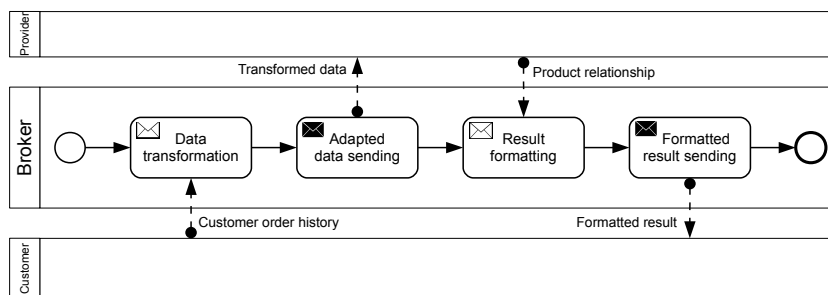 Provider
Transformed data
Product relationship
Broker
Data
transformation
Adapted
data sending
Result
formatting
Formatted
result sending
Customer order history
Formatted result
Customer